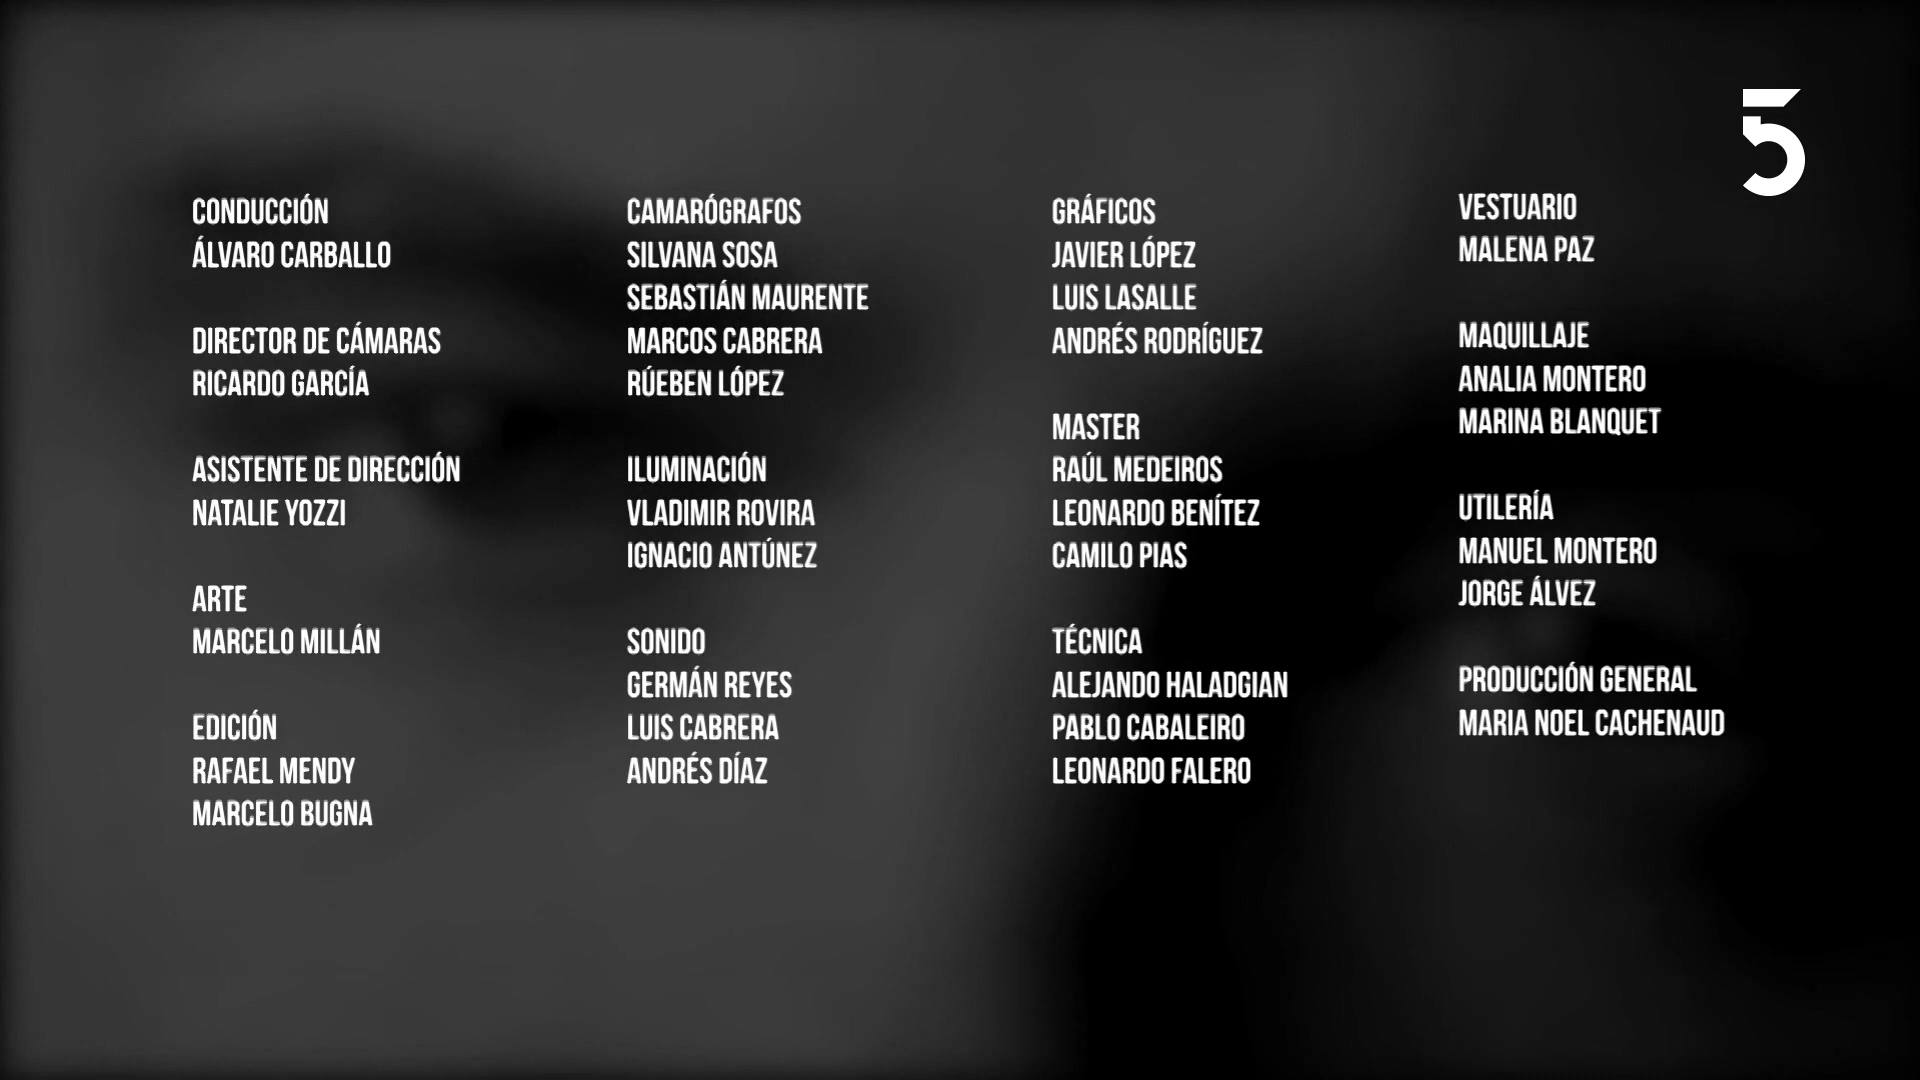 CONDUCCIÓN
ÁLVARO CARBALLO
DIRECTOR DE CÁMARAS
RICARDO GARCÍA
ASISTENTE DE DIRECCIÓN
NATALIE YOZZI
ARTE
MARCELO MILLÁN
EDICIÓN
RAFAEL MENDY
MARCELO BUGNA
CAMARÓGRAFOS
SILVANA SOSA
SEBASTIÁN MAURENTE
MARCOS CABRERA
RÚEBEN LÓPEZ
ILUMINACIÓN
VLADIMIR ROVIRA
IGNACIO ANTÚNEZ
SONIDO
GERMÁN REYES
LUIS CABRERA
ANDRÉS DÍAZ
GRÁFICOS
JAVIER LÓPEZ
LUIS LASALLE
ANDRÉS RODRÍGUEZ
MASTER
RAÚL MEDEIROS
LEONARDO BENÍTEZ
CAMILO PIAS
TÉCNICA
ALEJANDO HALADGIAN
PABLO CABALEIRO
LEONARDO FALERO
5
VESTUARIO
MALENA PAZ
MAQUILLAJE
ANALIA MONTERO
MARINA BLANQUET
UTILERÍA
MANUEL MONTERO
JORGE ÁLVEZ
PRODUCCIÓN GENERAL
MARIA NOEL CACHENAUD